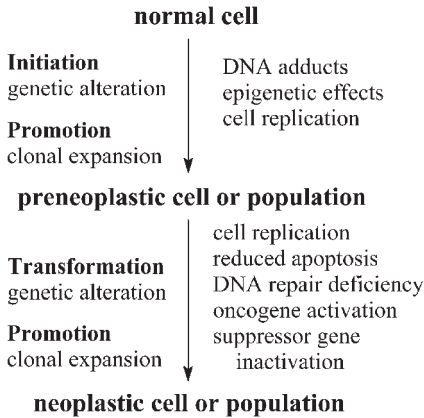 normal cell
Initiation
genetic alteration
Promotion
clonal expansion
DNA adducts
epigenetic effects
cell replication
preneoplastic cell or population
Transformation
genetic alteration
Promotion
clonal expansion
cell replication
reduced apoptosis
DNA repair deficiency
oncogene activation
suppressor gene
inactivation
neoplastic cell or population